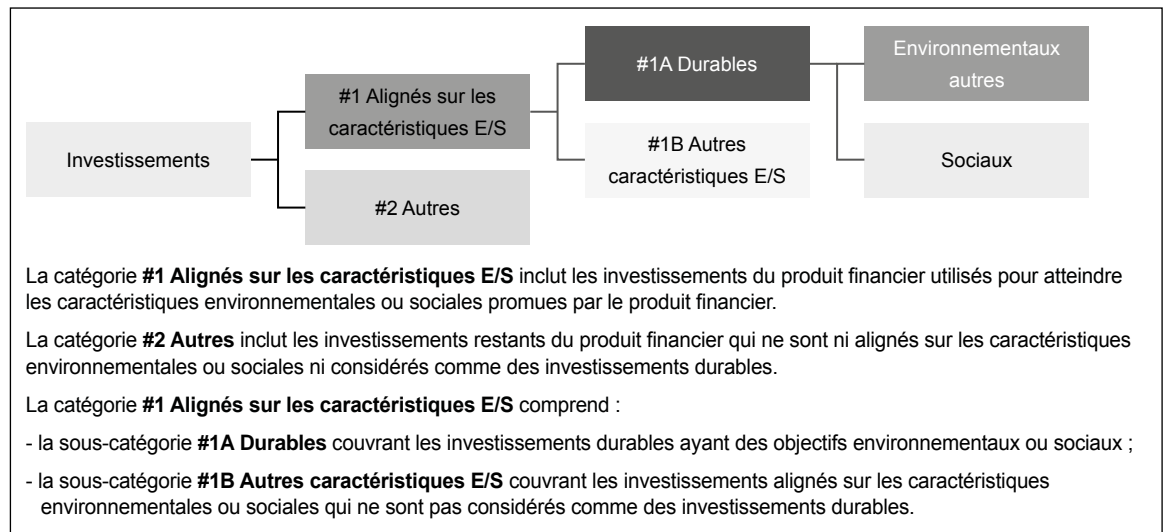 Investissements
#1 Alignés sur les
caractéristiques E/S
#2 Autres
#1A Durables
#1B Autres
caractéristiques E/S
Environnementaux
autres
Sociaux
La catégorie #1 Alignés sur les caractéristiques E/S inclut les investissements du produit financier utilisés pour atteindre
les caractéristiques environnementales ou sociales promues par le produit financier.
La catégorie #2 Autres inclut les investissements restants du produit financier qui ne sont ni alignés sur les caractéristiques
environnementales ou sociales ni considérés comme des investissements durables.
La catégorie #1 Alignés sur les caractéristiques E/S comprend :
- la sous-catégorie #1A Durables couvrant les investissements durables ayant des objectifs environnementaux ou sociaux ;
- la sous-catégorie #1B Autres caractéristiques E/S couvrant les investissements alignés sur les caractéristiques
environnementales ou sociales qui ne sont pas considérés comme des investissements durables.